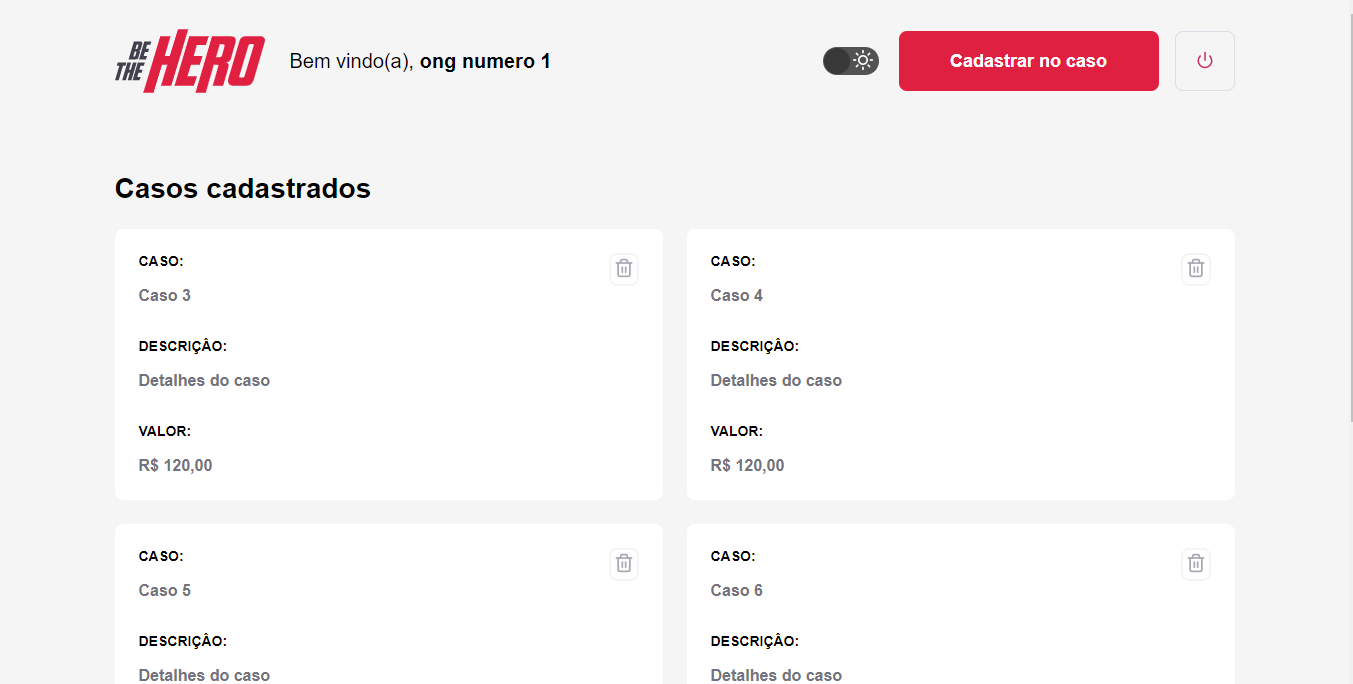 BE THE HERO
Bem vindo(a), ong numero 1
Cadastrar no caso
Casos cadastrados
CASO:
Caso 3
DESCRIÇÂO:
Detalhes do caso
VALOR:
R$ 120,00
CASO:
Caso 4
DESCRIÇÂO:
Detalhes do caso
VALOR:
R$ 120,00
CASO:
Caso 5
DESCRIÇÂO:
Detalhes do caso
CASO:
Caso 6
DESCRIÇÂO:
Detalhes do caso